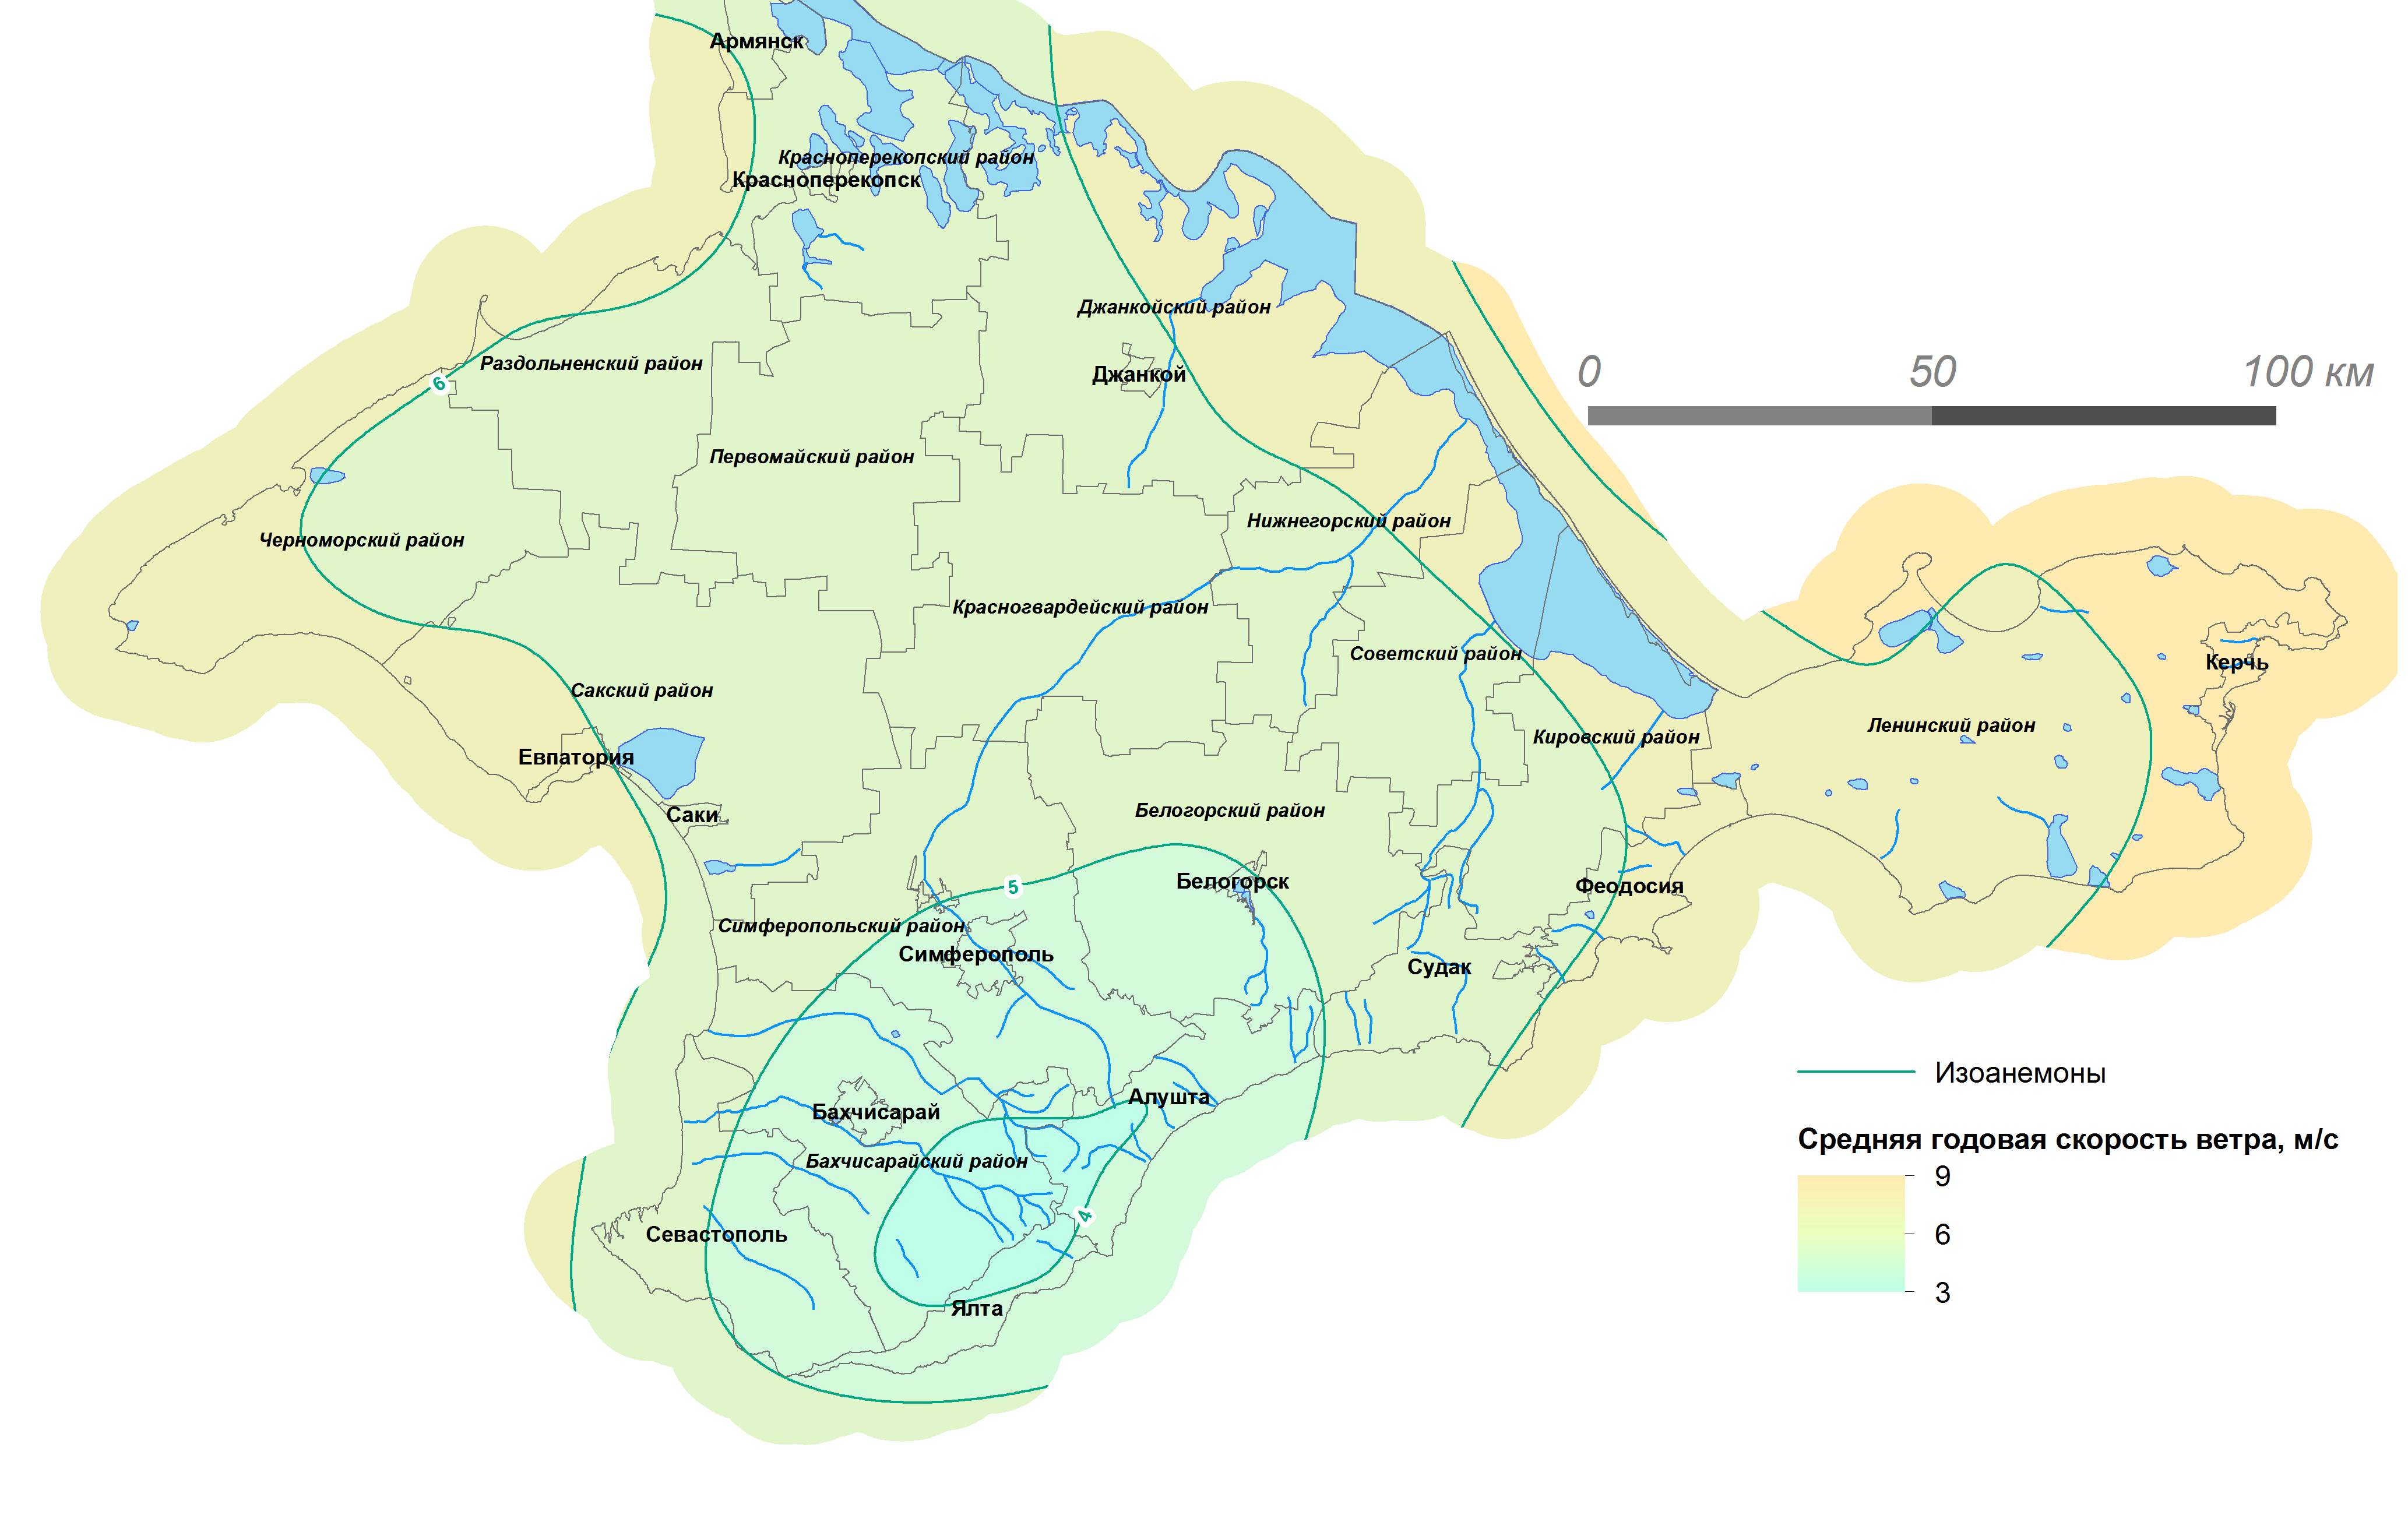 Армянск
Красноперекопский район
Красноперекопск
Джанкойский район
0
50
100 км
Раздольненский район
Джанкой
6
Первомайский район
Нижнегорский район
Черноморский район
Красногвардейский район
Советский район
Керчь
Сакский район
Ленинский район
Кировский район
Евпатория
Саки
Белогорский район
5
Белогорск
Феодосия
Симферопольский район
Симферополь
Судак
Изоанемоны
Алушта
Бахчисарай
Средняя годовая скорость ветра, м/с
Бахчисарайский район
9
4
Севастополь
6
3
Ялта